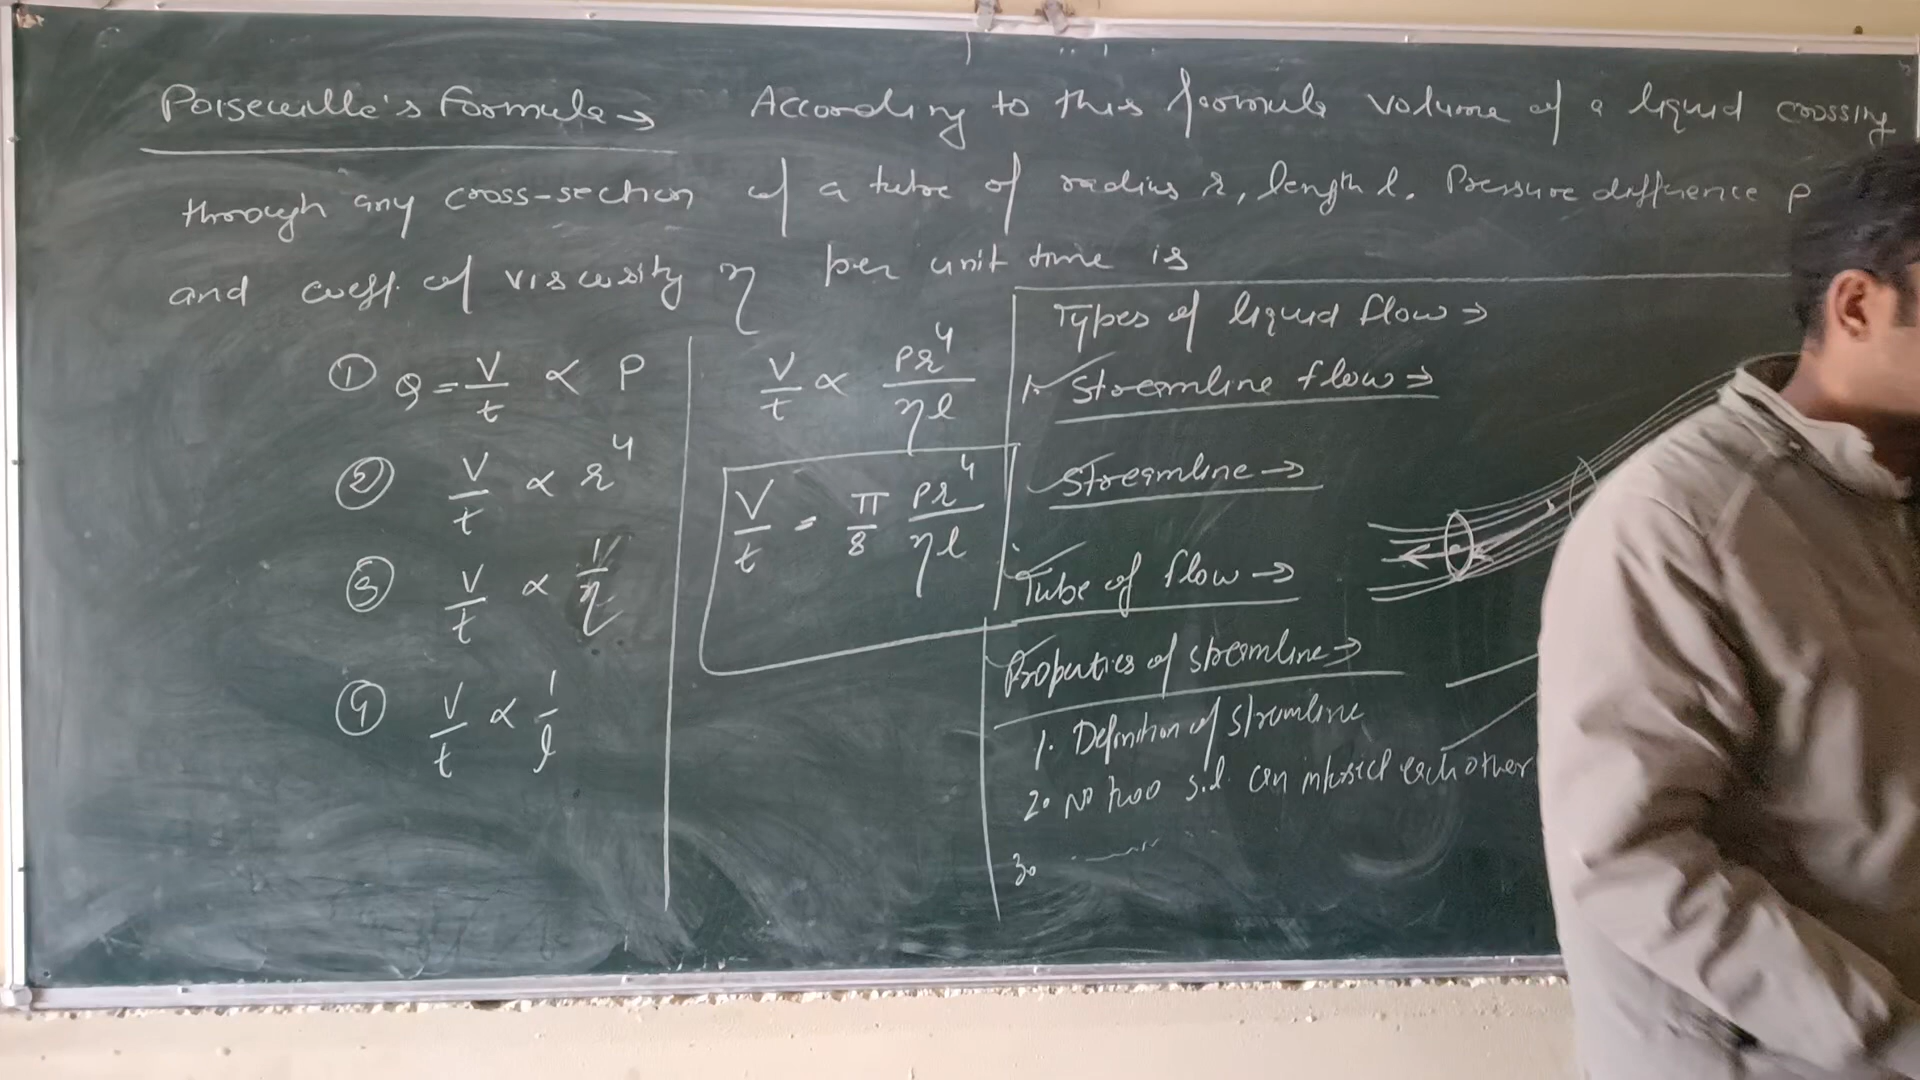 Poiseuille's Formula → According to this formula volume of a liquid crossing
through any cross-section of a tube of radius r, length l. Pressure difference P
and coeff. of viscosity η per unit time is
① Q = V/t ∝ P
② V/t ∝ r⁴
③ V/t ∝ 1/η
④ V/t ∝ 1/l
V/t ∝ Pr⁴/ηl
V/t = π/8 Pr⁴/ηl
Types of liquid flow →
1. Streamline flow ⇒
Streamline →
Tube of flow →
Properties of streamline →
1. Definition of streamline
2. No two s.l. can intersect each other
3.